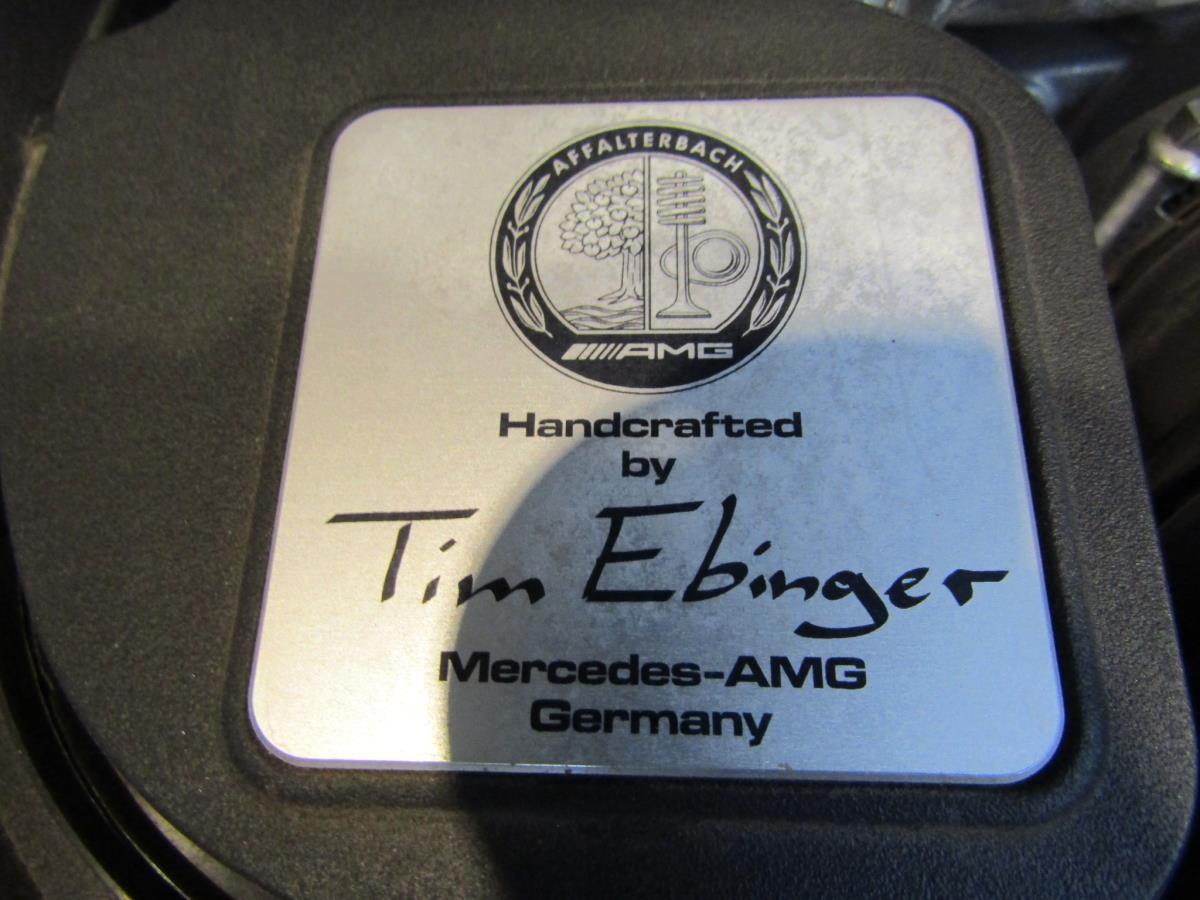 AFFALTERBACH
AMG
Handcrafted
by
Tim Ebinger
Mercedes-AMG
Germany